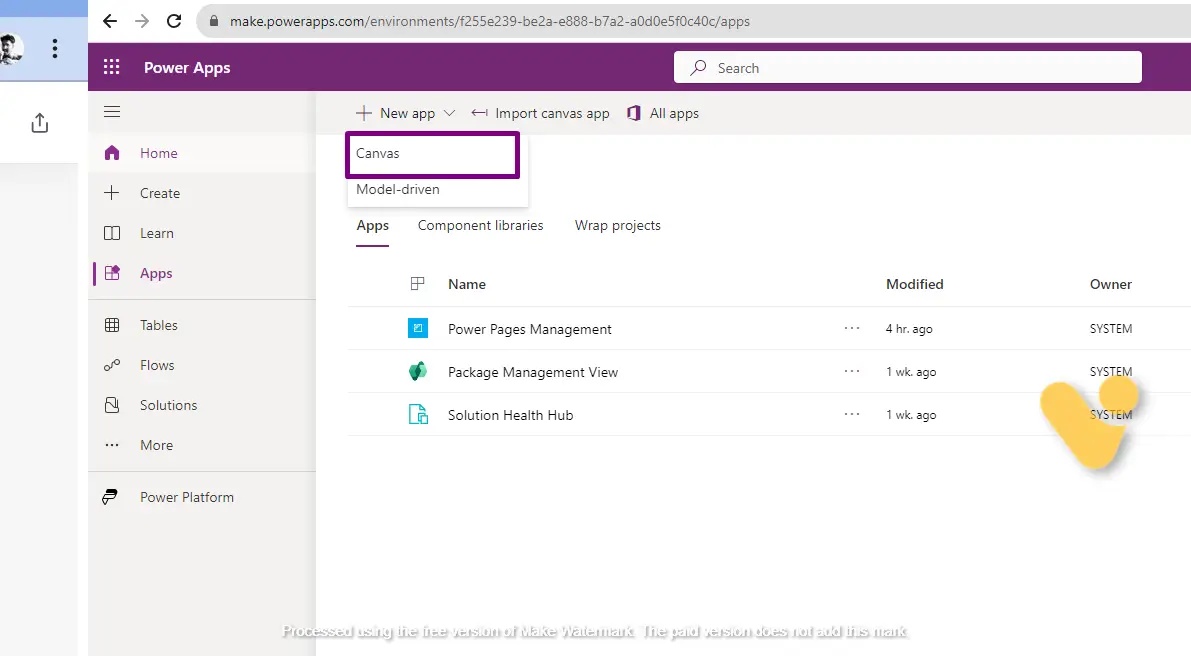 make.powerapps.com/environments/f255e239-be2a-e888-b7a2-a0d0e5f0c40c/apps
Power Apps
Search
New app
Import canvas app
All apps
Home
Create
Learn
Apps
Tables
Flows
Solutions
More
Power Platform
Canvas
Model-driven
Apps Component libraries Wrap projects
Name Modified Owner
Power Pages Management ··· 4 hr. ago SYSTEM
Package Management View ··· 1 wk. ago SYSTEM
Solution Health Hub ··· 1 wk. ago SYSTEM
Processed using the free version of Make Watermark. The paid version does not add this mark.